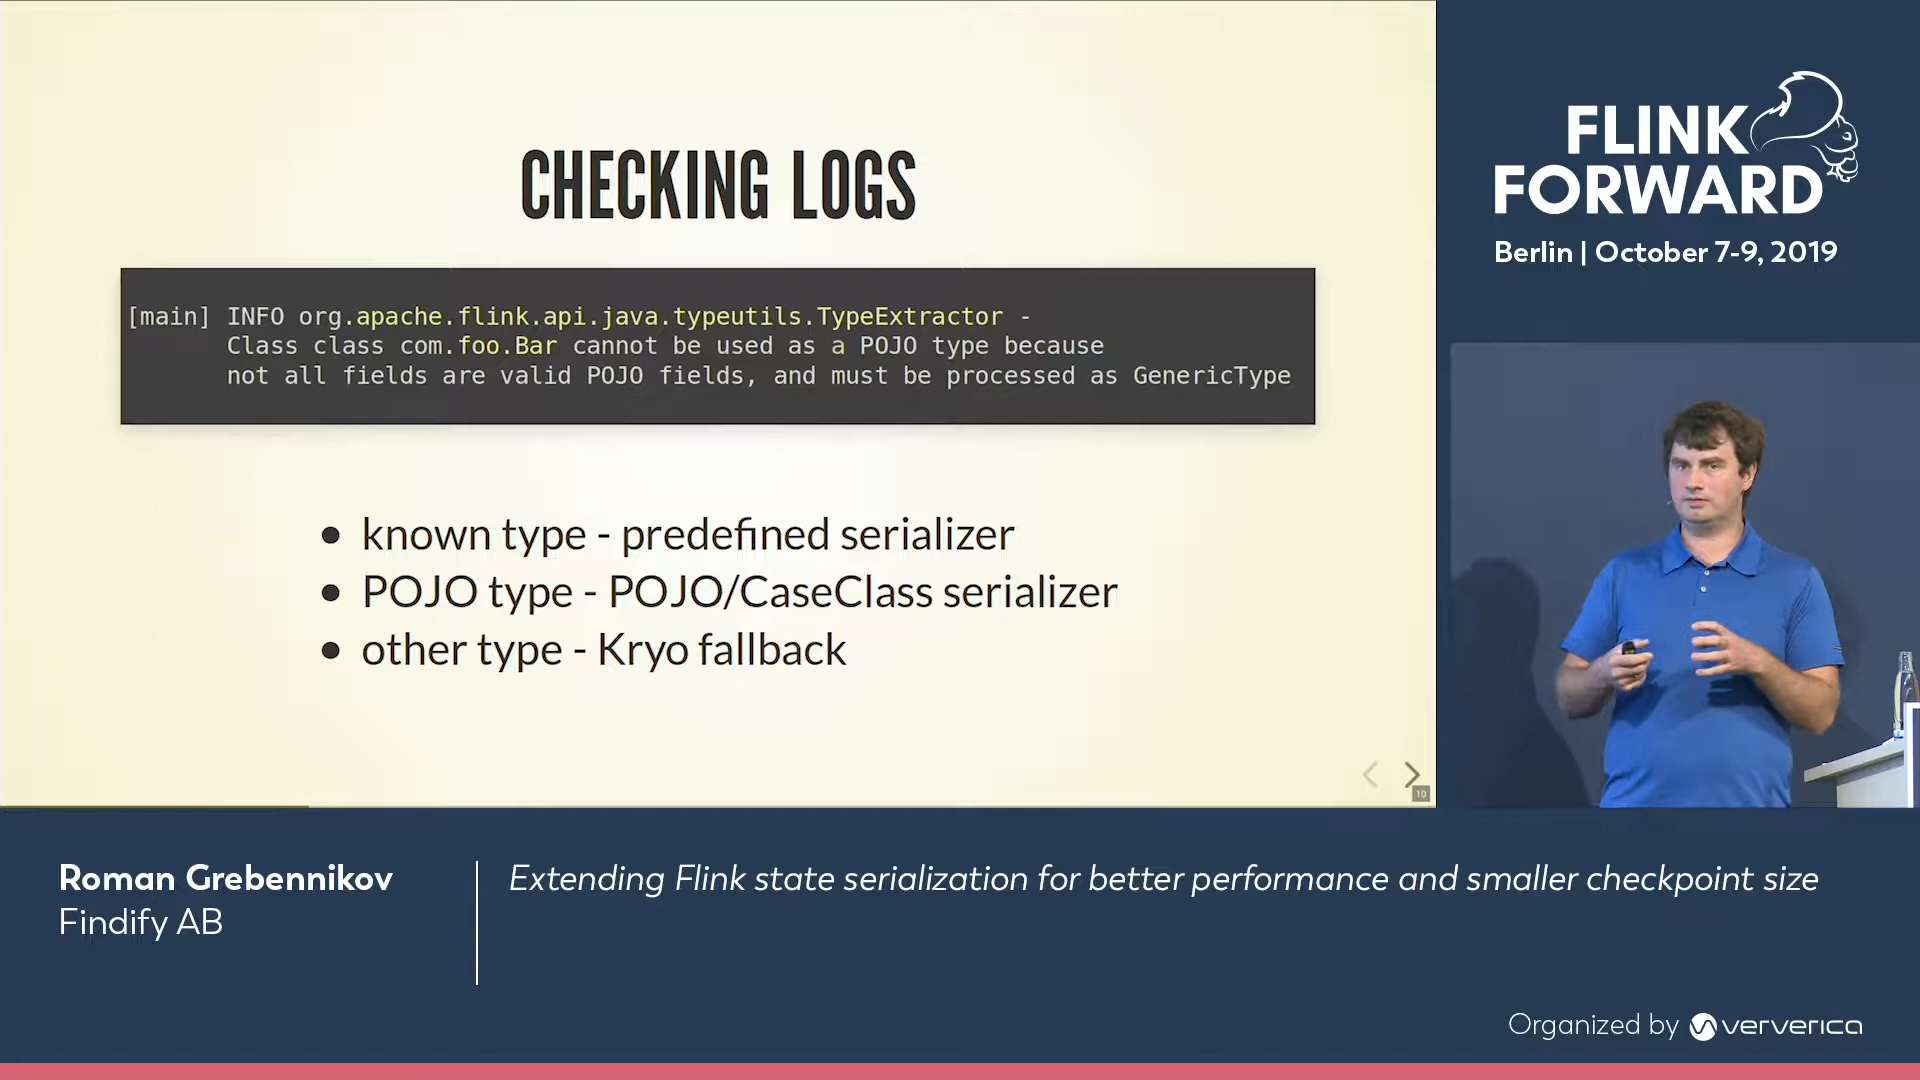 CHECKING LOGS
[main] INFO org.apache.flink.api.java.typeutils.TypeExtractor -
Class class com.foo.Bar cannot be used as a POJO type because
not all fields are valid POJO fields, and must be processed as GenericType
• known type - predefined serializer
• POJO type - POJO/CaseClass serializer
• other type - Kryo fallback
10
FLINK
FORWARD
Berlin | October 7-9, 2019
Roman Grebennikov
Findify AB
Extending Flink state serialization for better performance and smaller checkpoint size
Organized by ververica